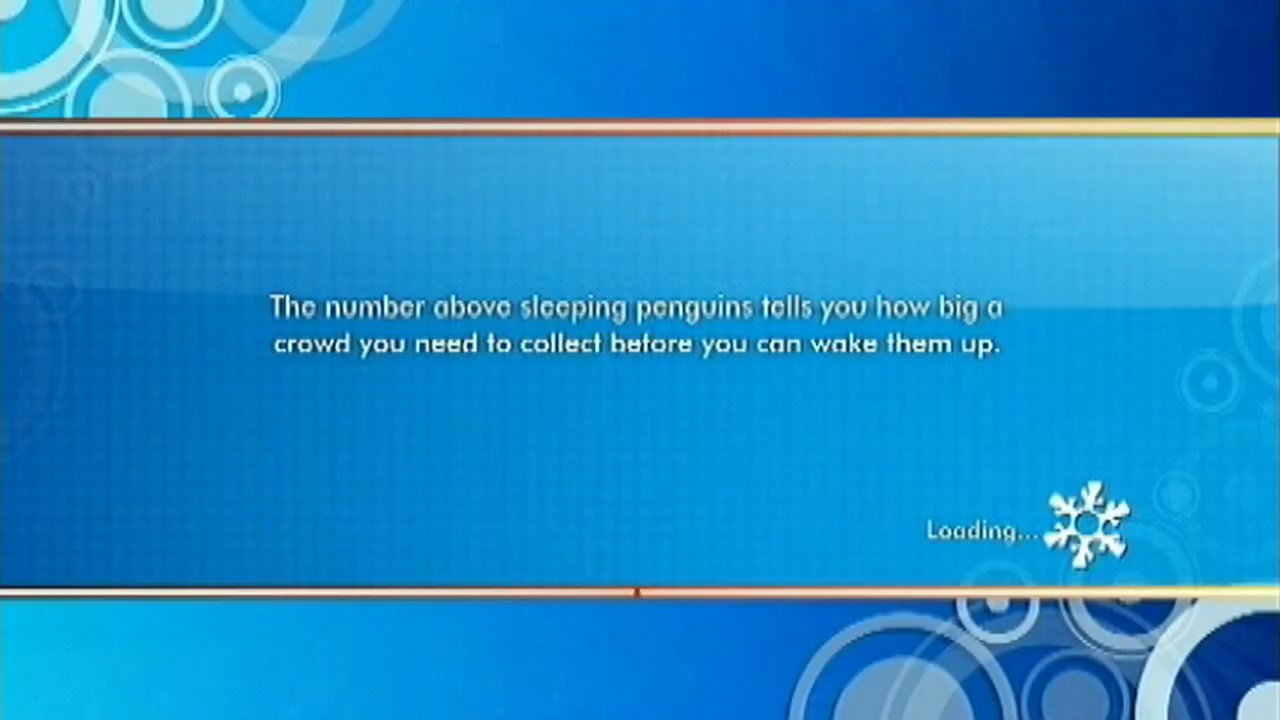 The number above sleeping penguins tells you how big a
crowd you need to collect before you can wake them up.
Loading...